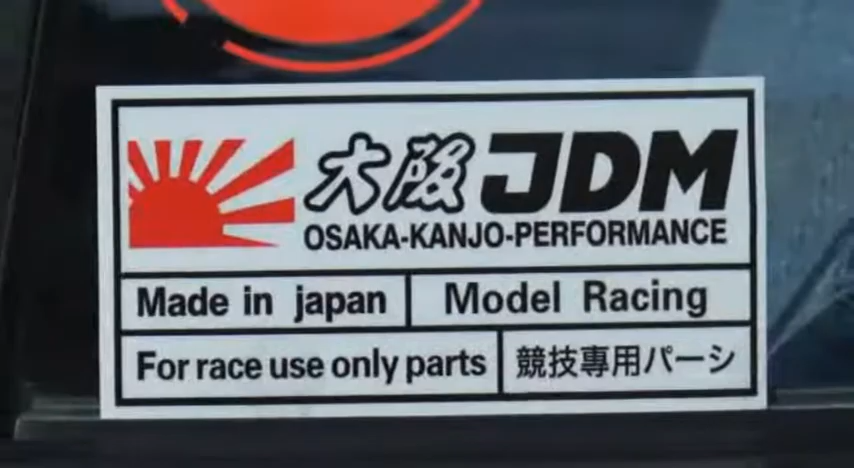 大阪 JDM
OSAKA-KANJO-PERFORMANCE
Made in japan
Model Racing
For race use only parts
競技專用パーシ